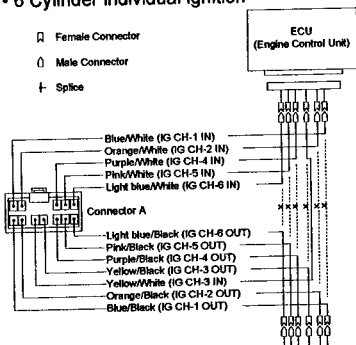 • 6 Cylinder Individual Ignition
Female Connector
Male Connector
Splice
ECU
(Engine Control Unit)
Blue/White (IG CH-1 IN)
Orange/White (IG CH-2 IN)
Purple/White (IG CH-4 IN)
Pink/White (IG CH-5 IN)
Light blue/White (IG CH-6 IN)
Connector A
Light blue/Black (IG CH-6 OUT)
Pink/Black (IG CH-5 OUT)
Purple/Black (IG CH-4 OUT)
Yellow/Black (IG CH-3 OUT)
Yellow/White (IG CH-3 IN)
Orange/Black (IG CH-2 OUT)
Blue/Black (IG CH-1 OUT)